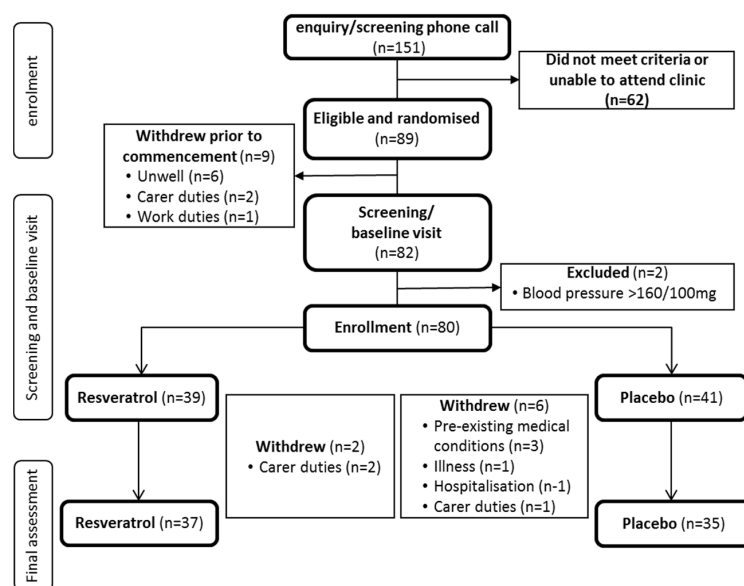 enrolment
enquiry/screening phone call
(n=151)
Did not meet criteria or
unable to attend clinic
(n=62)
Eligible and randomised
(n=89)
Withdrew prior to
commencement (n=9)
• Unwell (n=6)
• Carer duties (n=2)
• Work duties (n=1)
Screening and baseline visit
Screening/
baseline visit
(n=82)
Excluded (n=2)
• Blood pressure >160/100mg
Enrollment (n=80)
Resveratrol (n=39)
Placebo (n=41)
Withdrew (n=2)
• Carer duties (n=2)
Withdrew (n=6)
• Pre-existing medical
conditions (n=3)
• Illness (n=1)
• Hospitalisation (n-1)
• Carer duties (n=1)
Final assessment
Resveratrol (n=37)
Placebo (n=35)